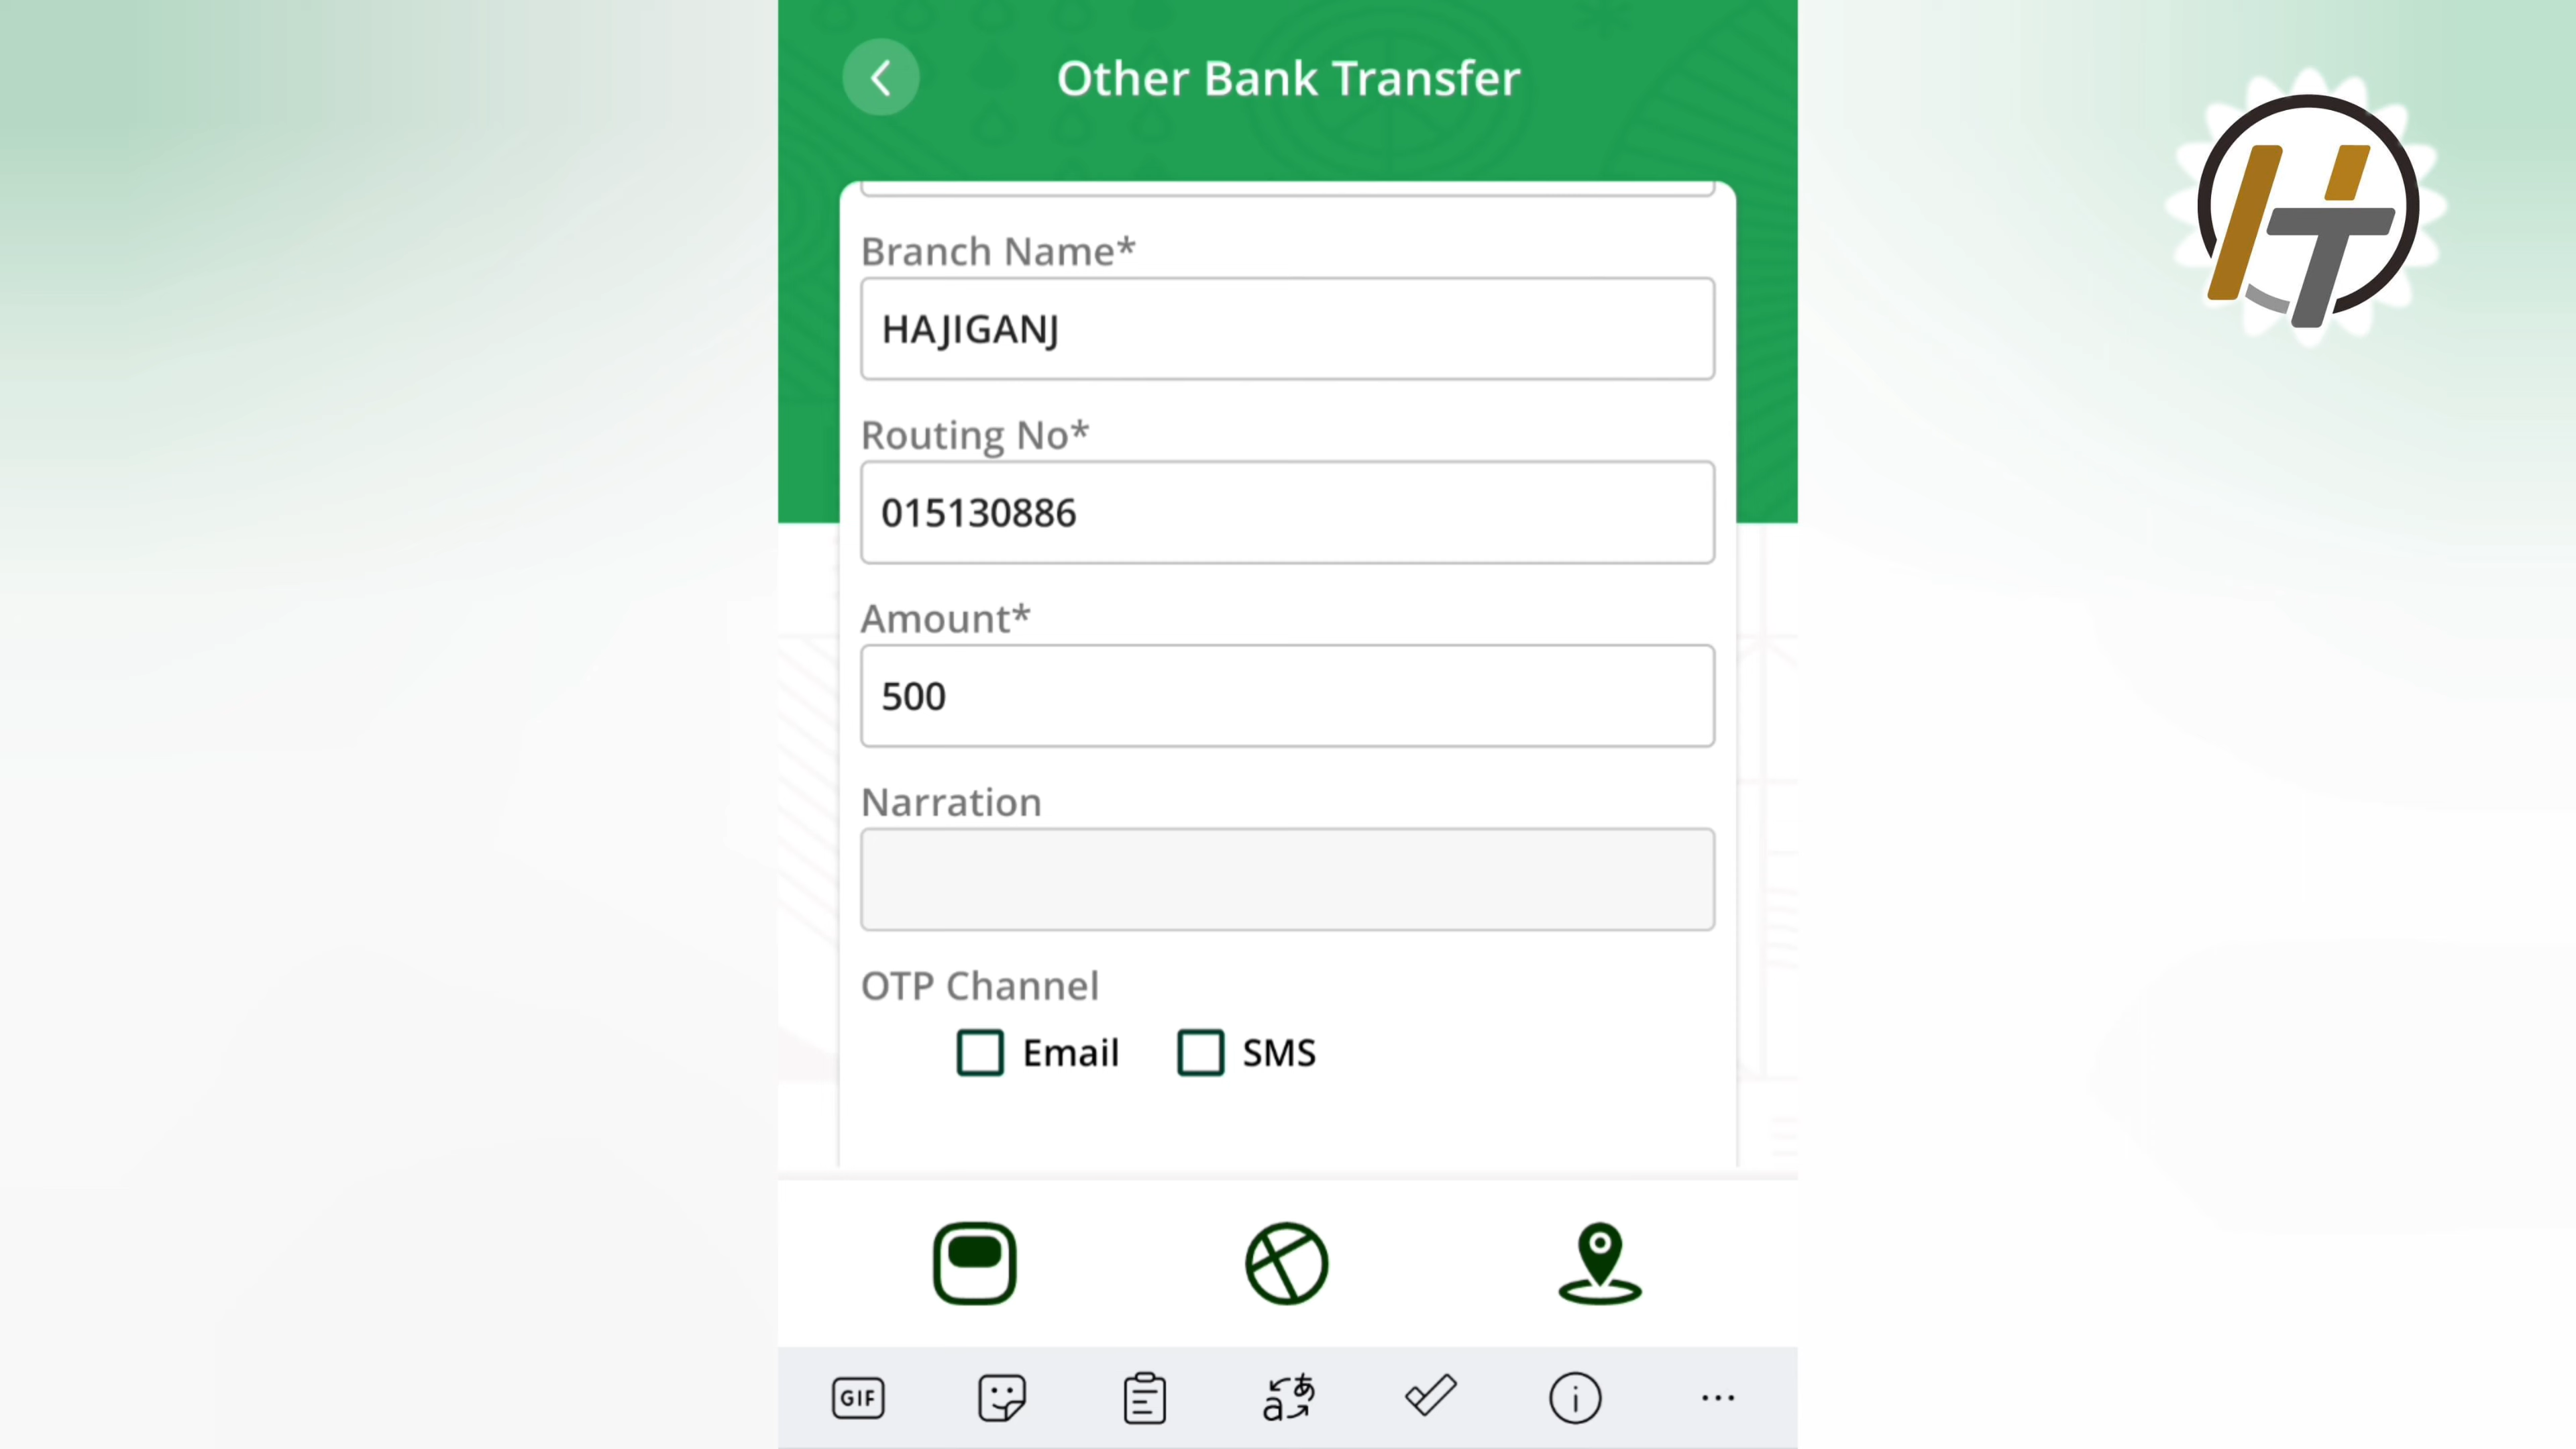 Other Bank Transfer
Branch Name*
HAJIGANJ
Routing No*
015130886
Amount*
500
Narration
OTP Channel
Email SMS
GIF